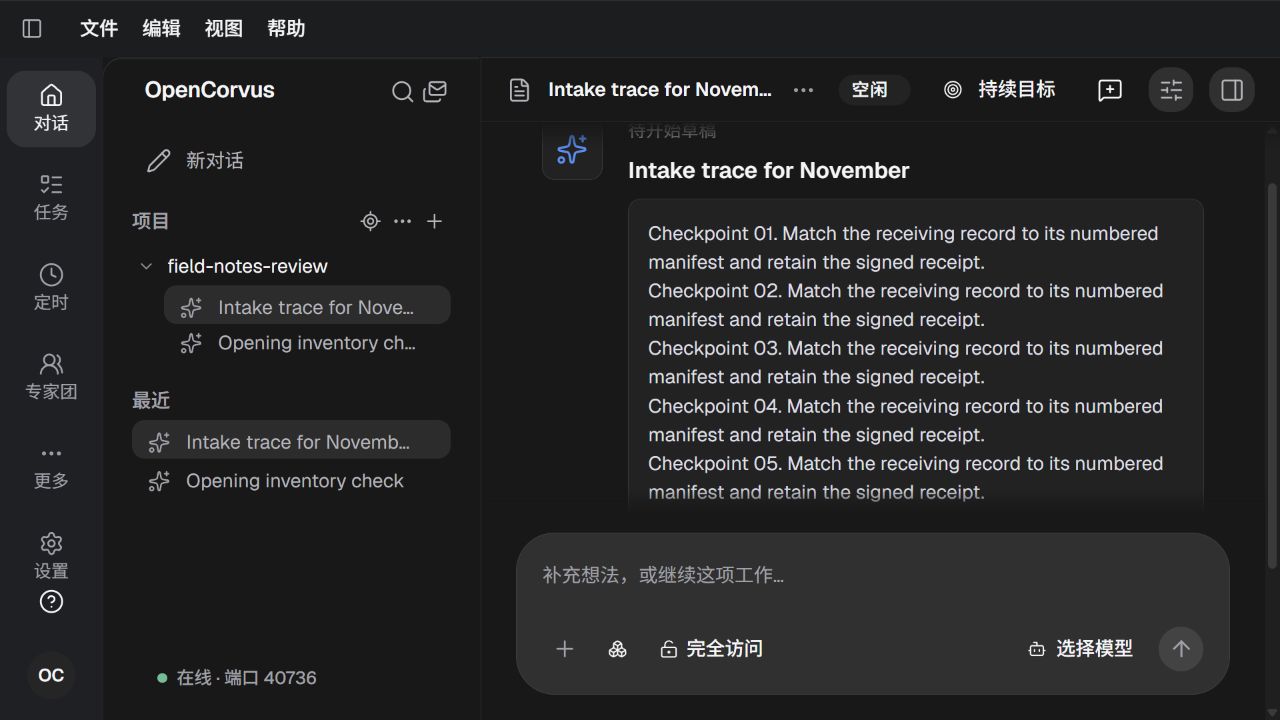 文件 编辑 视图 帮助
对话
任务
定时
专家团
更多
设置
OC
OpenCorvus
新对话
项目
field-notes-review
Intake trace for Nove...
Opening inventory ch...
最近
Intake trace for Novemb...
Opening inventory check
在线 · 端口 40736
Intake trace for Novem...
空闲
持续目标
待开始草稿
Intake trace for November
Checkpoint 01. Match the receiving record to its numbered
manifest and retain the signed receipt.
Checkpoint 02. Match the receiving record to its numbered
manifest and retain the signed receipt.
Checkpoint 03. Match the receiving record to its numbered
manifest and retain the signed receipt.
Checkpoint 04. Match the receiving record to its numbered
manifest and retain the signed receipt.
Checkpoint 05. Match the receiving record to its numbered
manifest and retain the signed receipt.
补充想法，或继续这项工作...
完全访问
选择模型